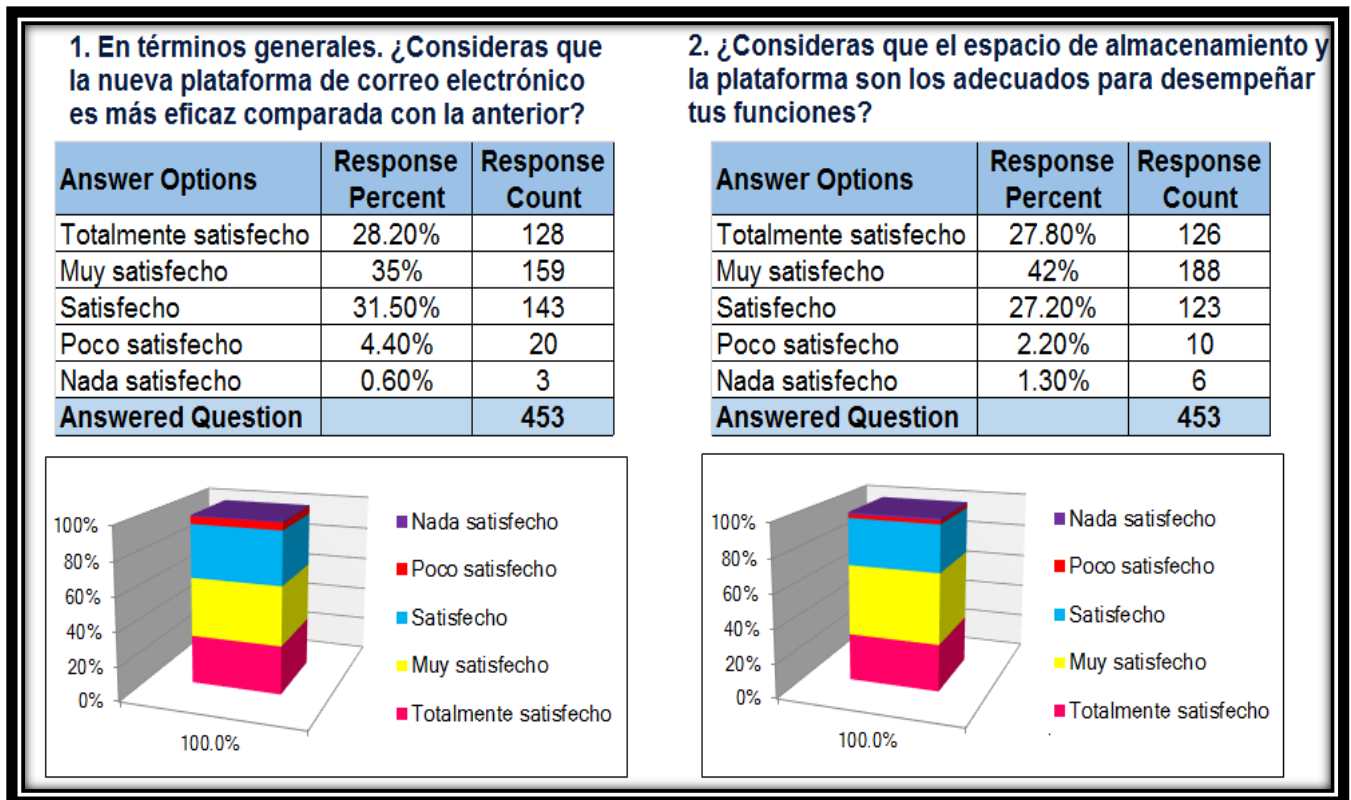 1. En términos generales. ¿Consideras que
la nueva plataforma de correo electrónico
es más eficaz comparada con la anterior?
Answer Options Response Percent Response Count
Totalmente satisfecho 28.20% 128
Muy satisfecho 35% 159
Satisfecho 31.50% 143
Poco satisfecho 4.40% 20
Nada satisfecho 0.60% 3
Answered Question 453
100%
80%
60%
40%
20%
0%
100.0%
Nada satisfecho
Poco satisfecho
Satisfecho
Muy satisfecho
Totalmente satisfecho
2. ¿Consideras que el espacio de almacenamiento y
la plataforma son los adecuados para desempeñar
tus funciones?
Answer Options Response Percent Response Count
Totalmente satisfecho 27.80% 126
Muy satisfecho 42% 188
Satisfecho 27.20% 123
Poco satisfecho 2.20% 10
Nada satisfecho 1.30% 6
Answered Question 453
100%
80%
60%
40%
20%
0%
100.0%
Nada satisfecho
Poco satisfecho
Satisfecho
Muy satisfecho
Totalmente satisfecho